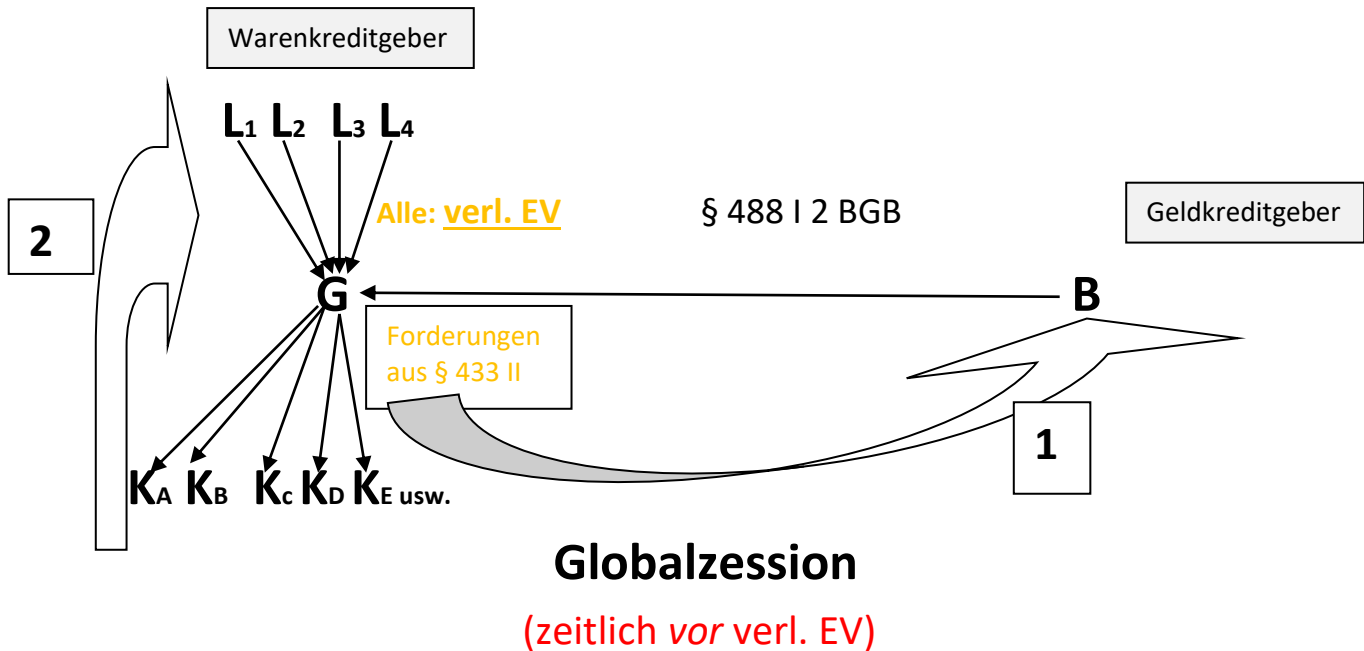 Warenkreditgeber
L1 L2 L3 L4
Alle: verl. EV
§ 488 I 2 BGB
Geldkreditgeber
2
G
B
Forderungen
aus § 433 II
1
KA KB Kc KD KE usw.
Globalzession
(zeitlich vor verl. EV)